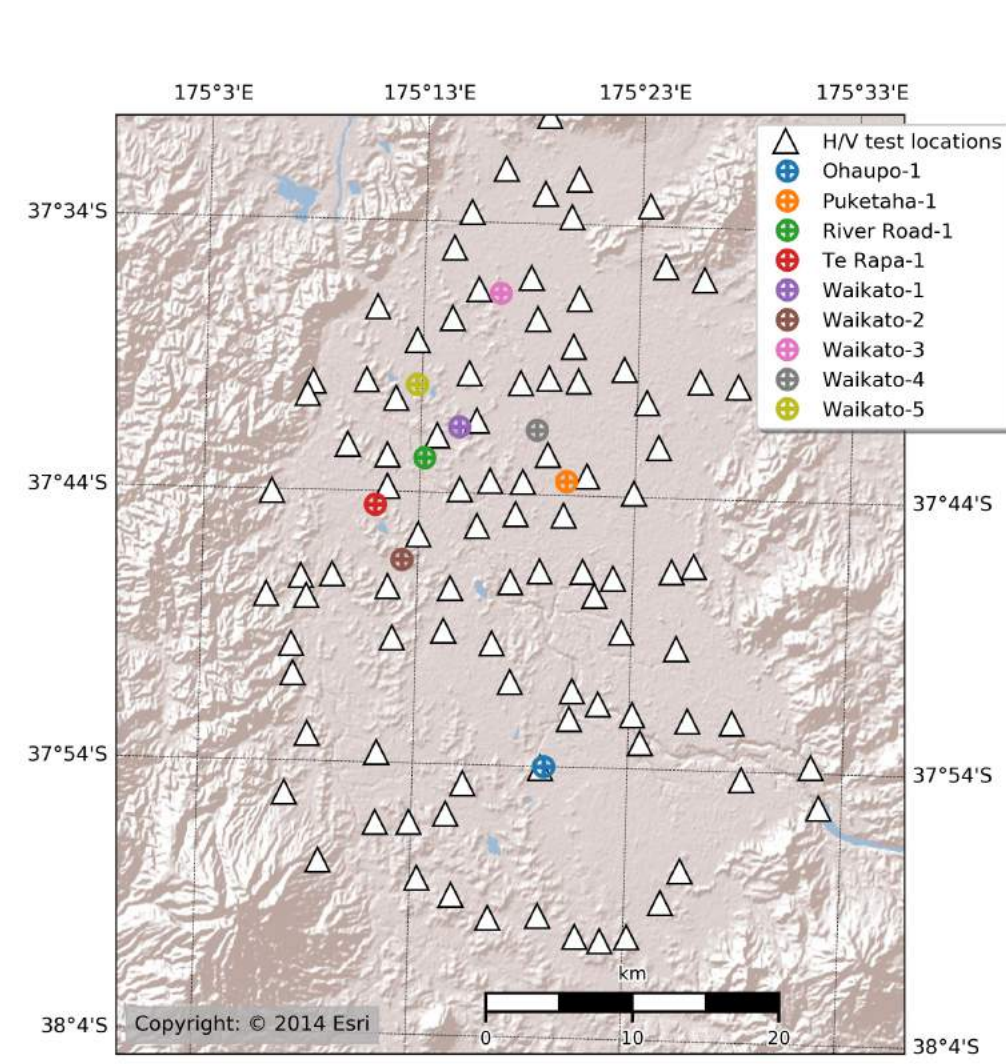 175°3'E 175°13'E 175°23'E 175°33'E
H/V test locations
Ohaupo-1
Puketaha-1
River Road-1
Te Rapa-1
Waikato-1
Waikato-2
Waikato-3
Waikato-4
Waikato-5
37°34'S
37°44'S 37°44'S
37°54'S 37°54'S
km
0 10 20
Copyright: © 2014 Esri
38°4'S 38°4'S